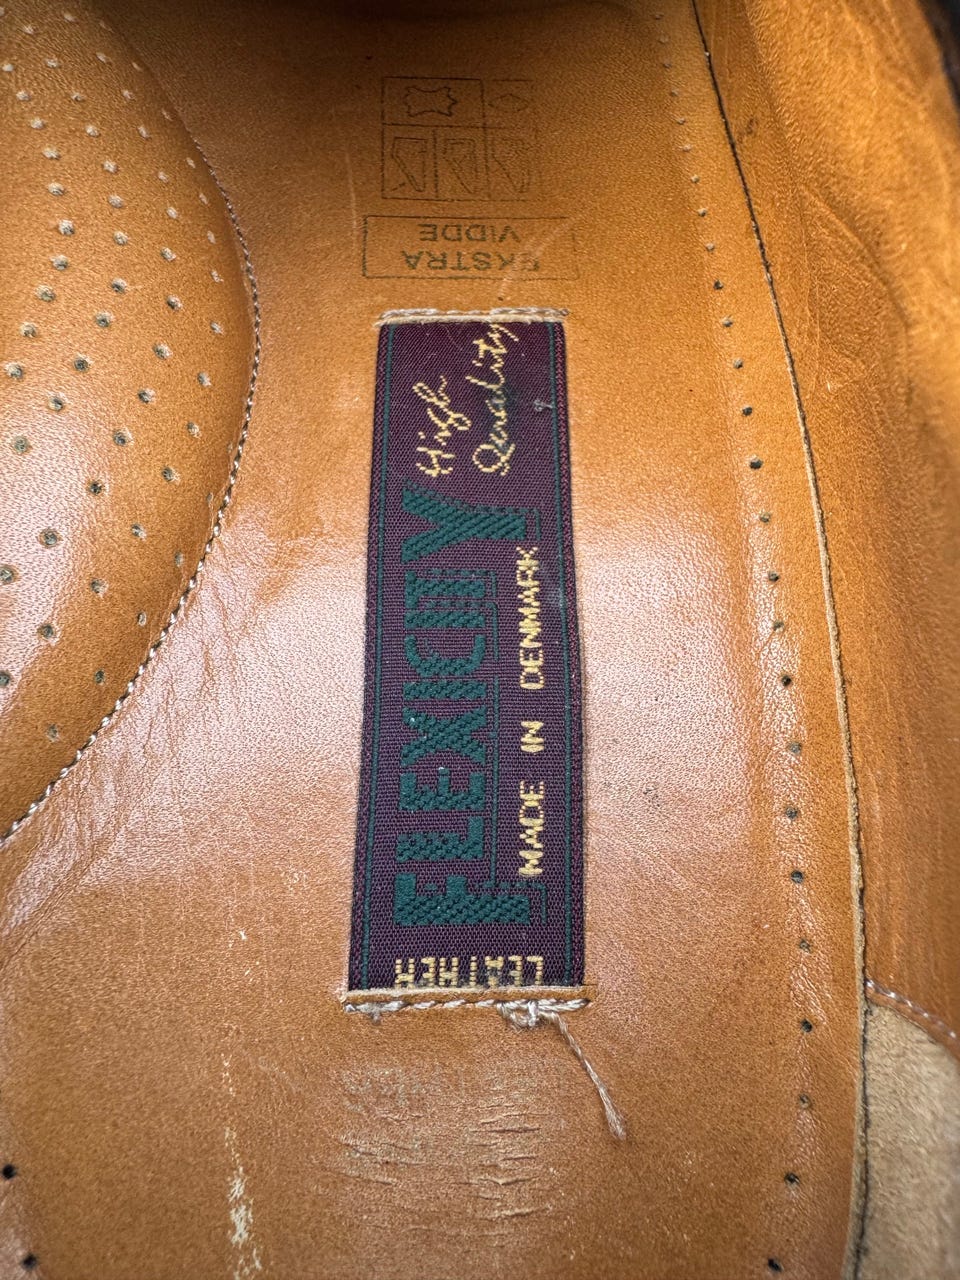 EKSTRA
VIDDE
High
Quality
FLEXICITY
MADE IN DENMARK
LEATHER